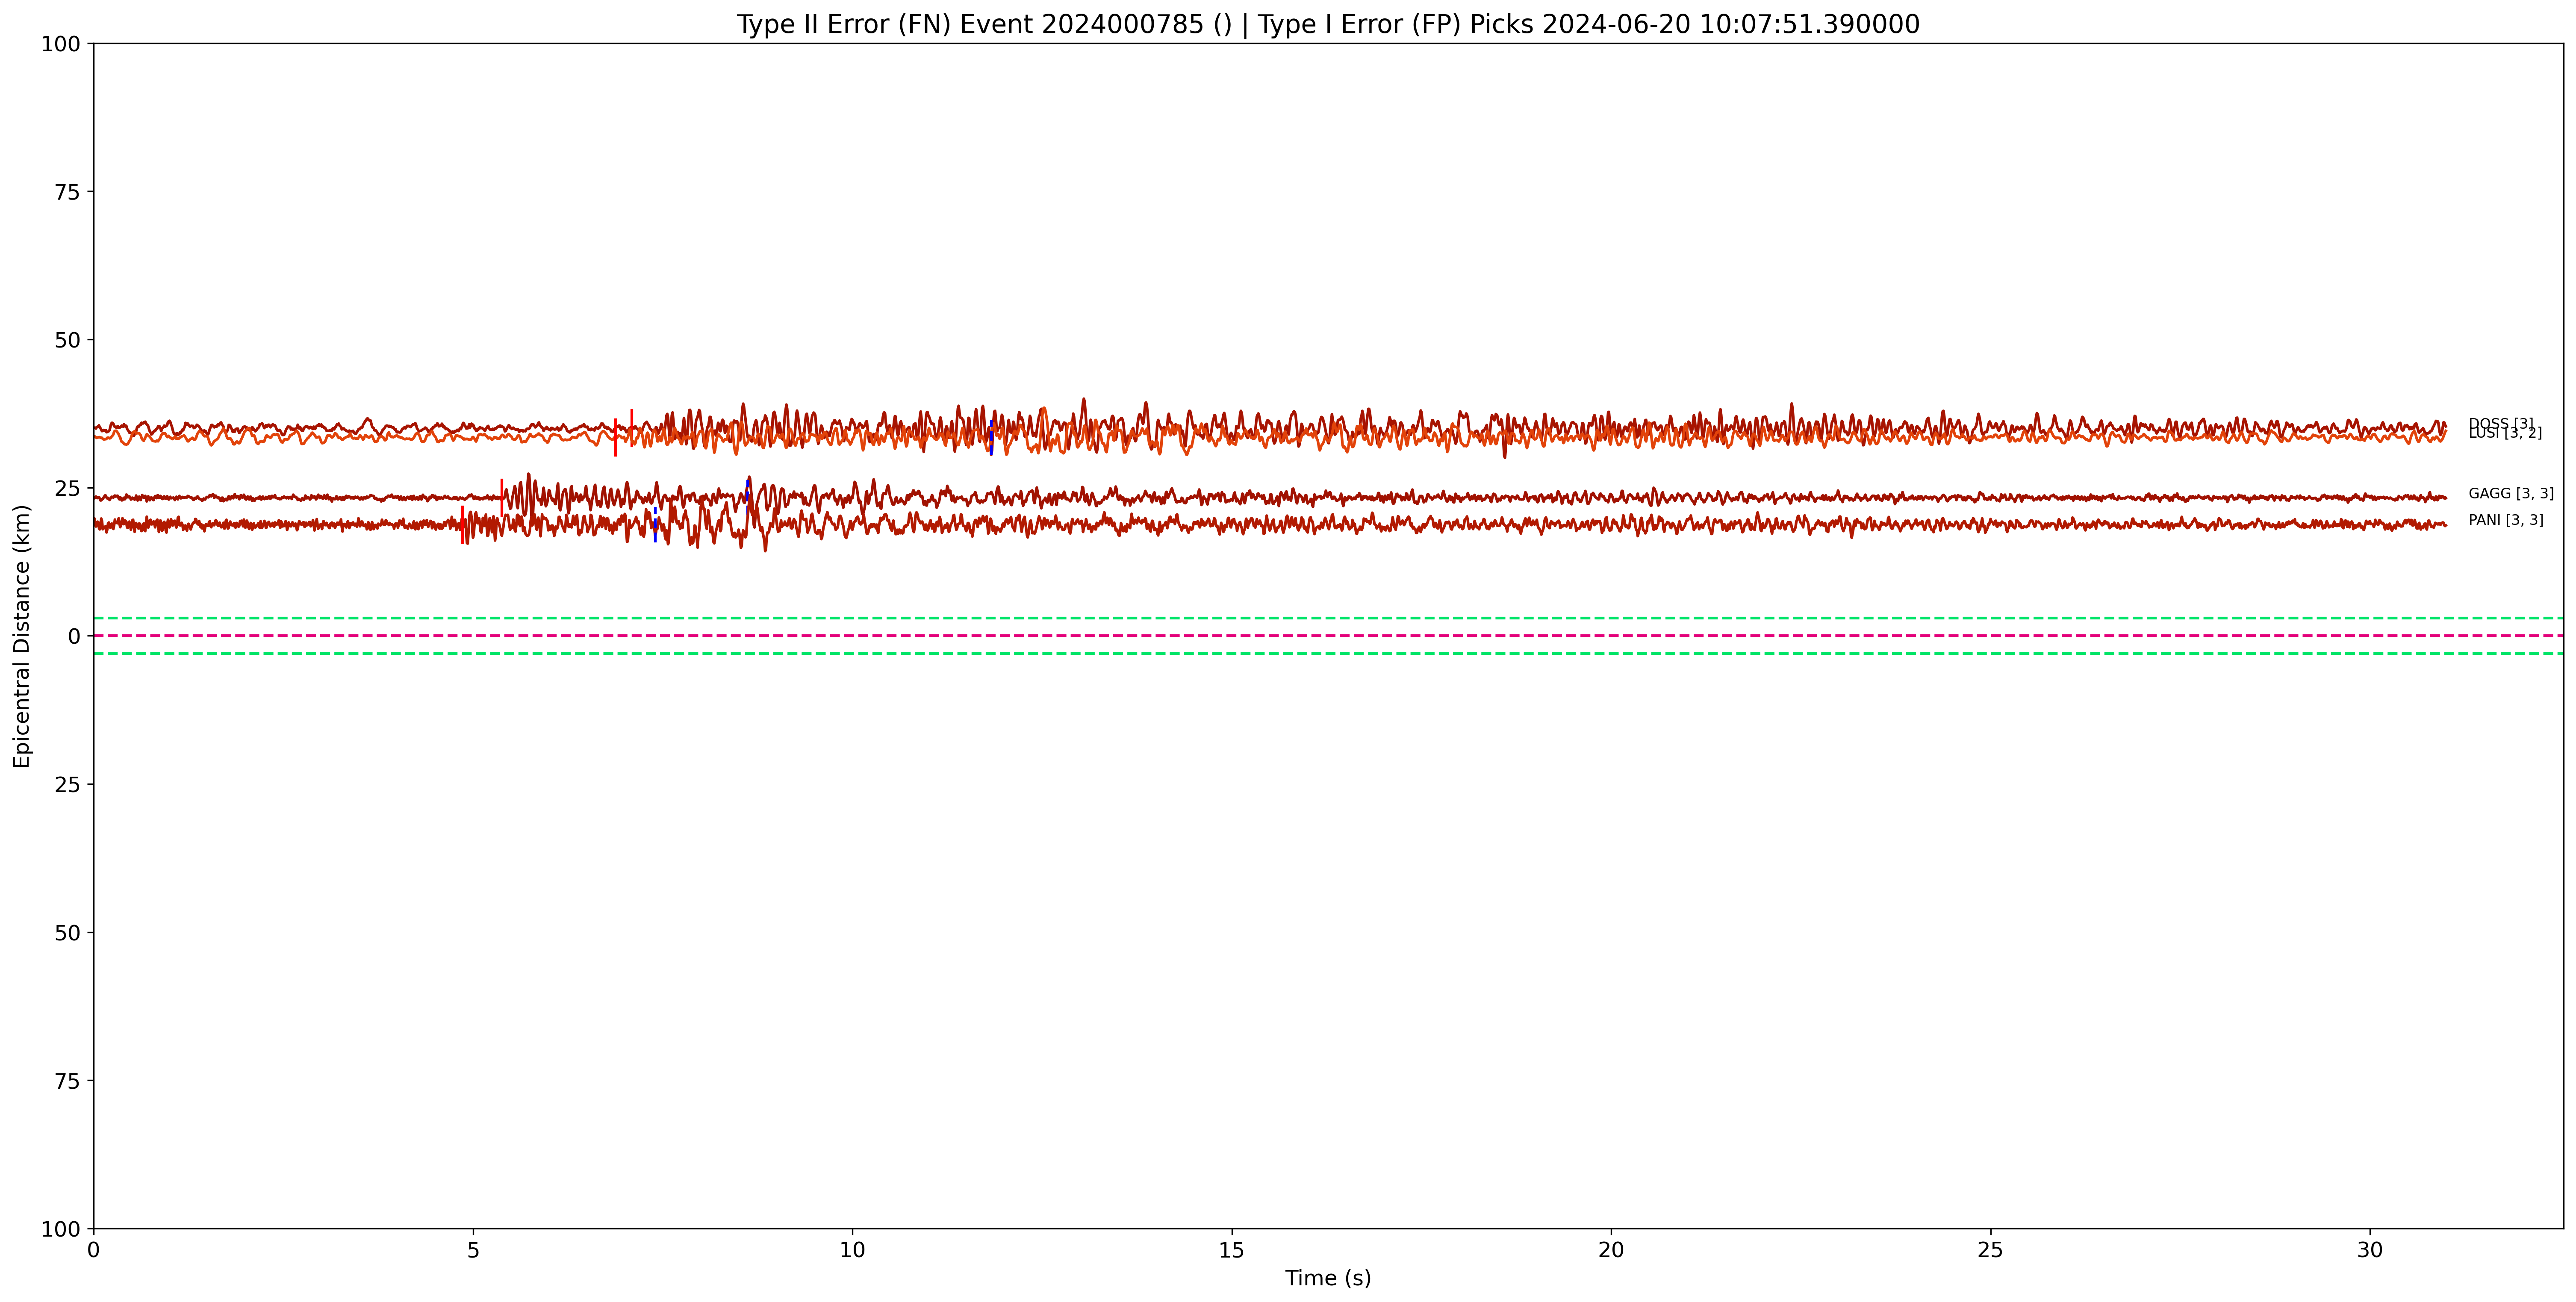 Type II Error (FN) Event 2024000785 () | Type I Error (FP) Picks 2024-06-20 10:07:51.390000
100
75
50
25
0
25
50
75
100
Epicentral Distance (km)
DOSS [3]
LUSI [3, 2]
GAGG [3, 3]
PANI [3, 3]
0 5 10 15 20 25 30
Time (s)